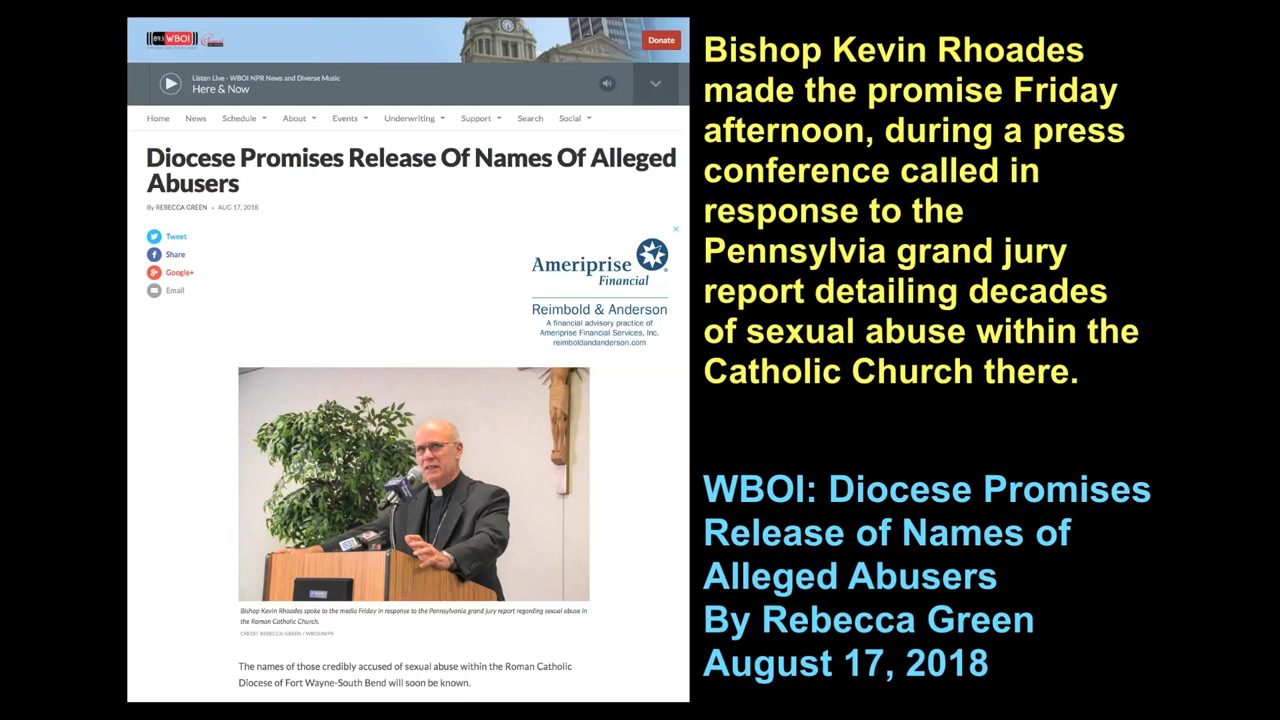 89.1 WBOI
Donate
Listen Live - WBOI NPR News and Diverse Music
Here & Now
Home News Schedule About Events Underwriting Support Search Social
Diocese Promises Release Of Names Of Alleged
Abusers
By REBECCA GREEN • AUG 17, 2018
Tweet
Share
Google+
Email
Ameriprise
Financial
Reimbold & Anderson
A financial advisory practice of
Ameriprise Financial Services, Inc.
reimboldandanderson.com
Bishop Kevin Rhoades spoke to the media Friday in response to the Pennsylvania grand jury report regarding sexual abuse in
the Roman Catholic Church.
CREDIT REBECCA GREEN / WBOI/NIPR
The names of those credibly accused of sexual abuse within the Roman Catholic
Diocese of Fort Wayne-South Bend will soon be known.
Bishop Kevin Rhoades
made the promise Friday
afternoon, during a press
conference called in
response to the
Pennsylvia grand jury
report detailing decades
of sexual abuse within the
Catholic Church there.
WBOI: Diocese Promises
Release of Names of
Alleged Abusers
By Rebecca Green
August 17, 2018